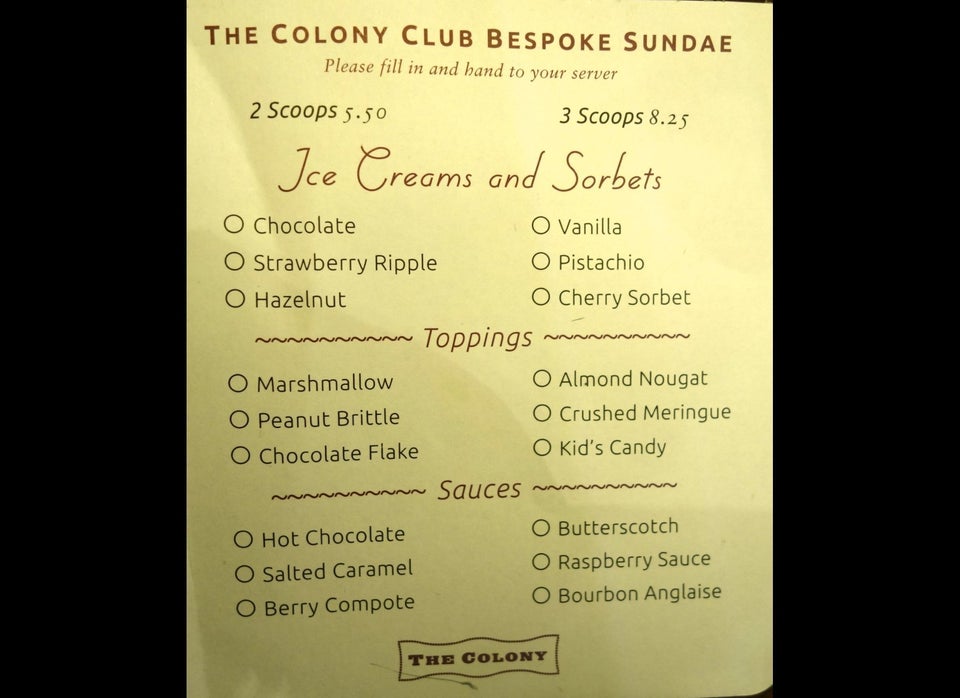 The Colony Club Bespoke Sundae
Please fill in and hand to your server
2 Scoops 5.50 3 Scoops 8.25
Ice Creams and Sorbets
Chocolate Vanilla
Strawberry Ripple Pistachio
Hazelnut Cherry Sorbet
~~~~~~~~~~ Toppings ~~~~~~~~~~
Marshmallow Almond Nougat
Peanut Brittle Crushed Meringue
Chocolate Flake Kid's Candy
~~~~~~~~~~ Sauces ~~~~~~~~~~
Hot Chocolate Butterscotch
Salted Caramel Raspberry Sauce
Berry Compote Bourbon Anglaise
The Colony